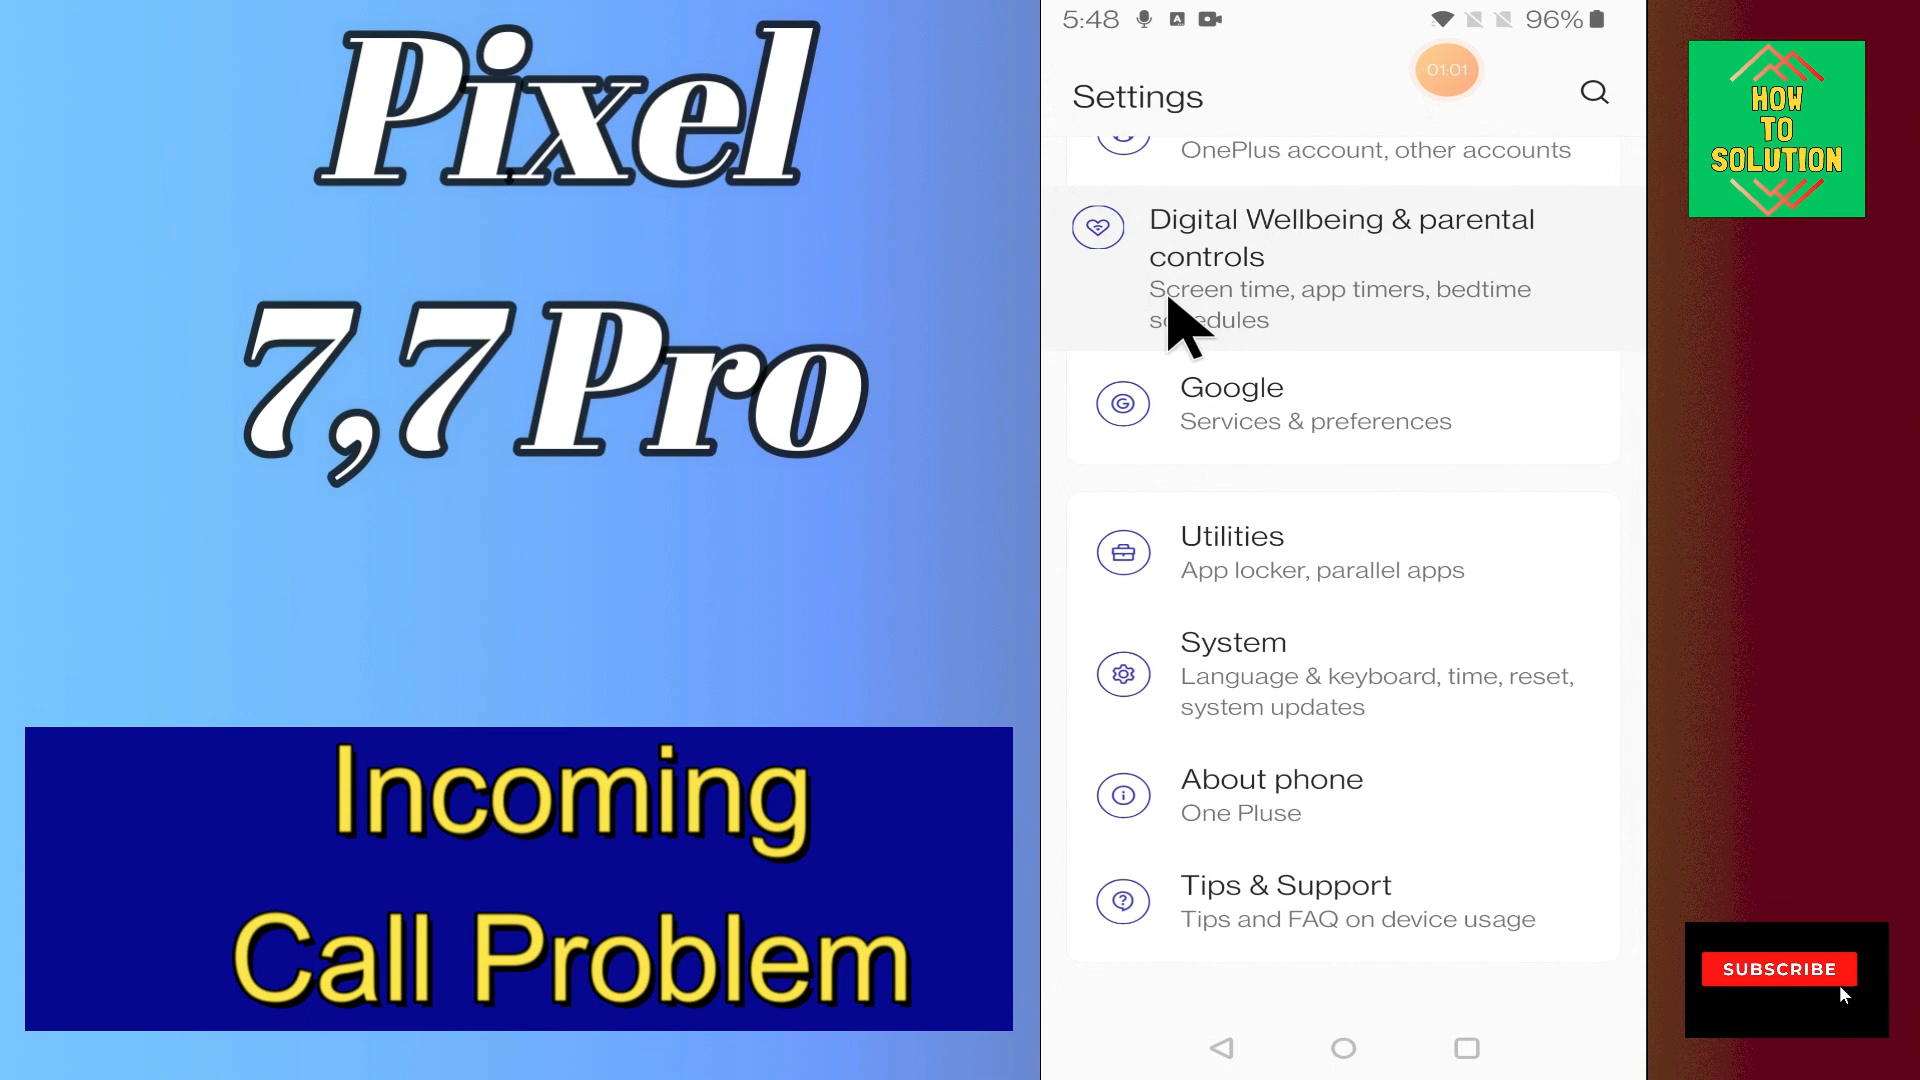 Pixel
7,7 Pro
Incoming
Call Problem
5:48
96%
01:01
Settings
OnePlus account, other accounts
Digital Wellbeing & parental
controls
Screen time, app timers, bedtime
schedules
Google
Services & preferences
Utilities
App locker, parallel apps
System
Language & keyboard, time, reset,
system updates
About phone
One Pluse
Tips & Support
Tips and FAQ on device usage
HOW
TO
SOLUTION
SUBSCRIBE